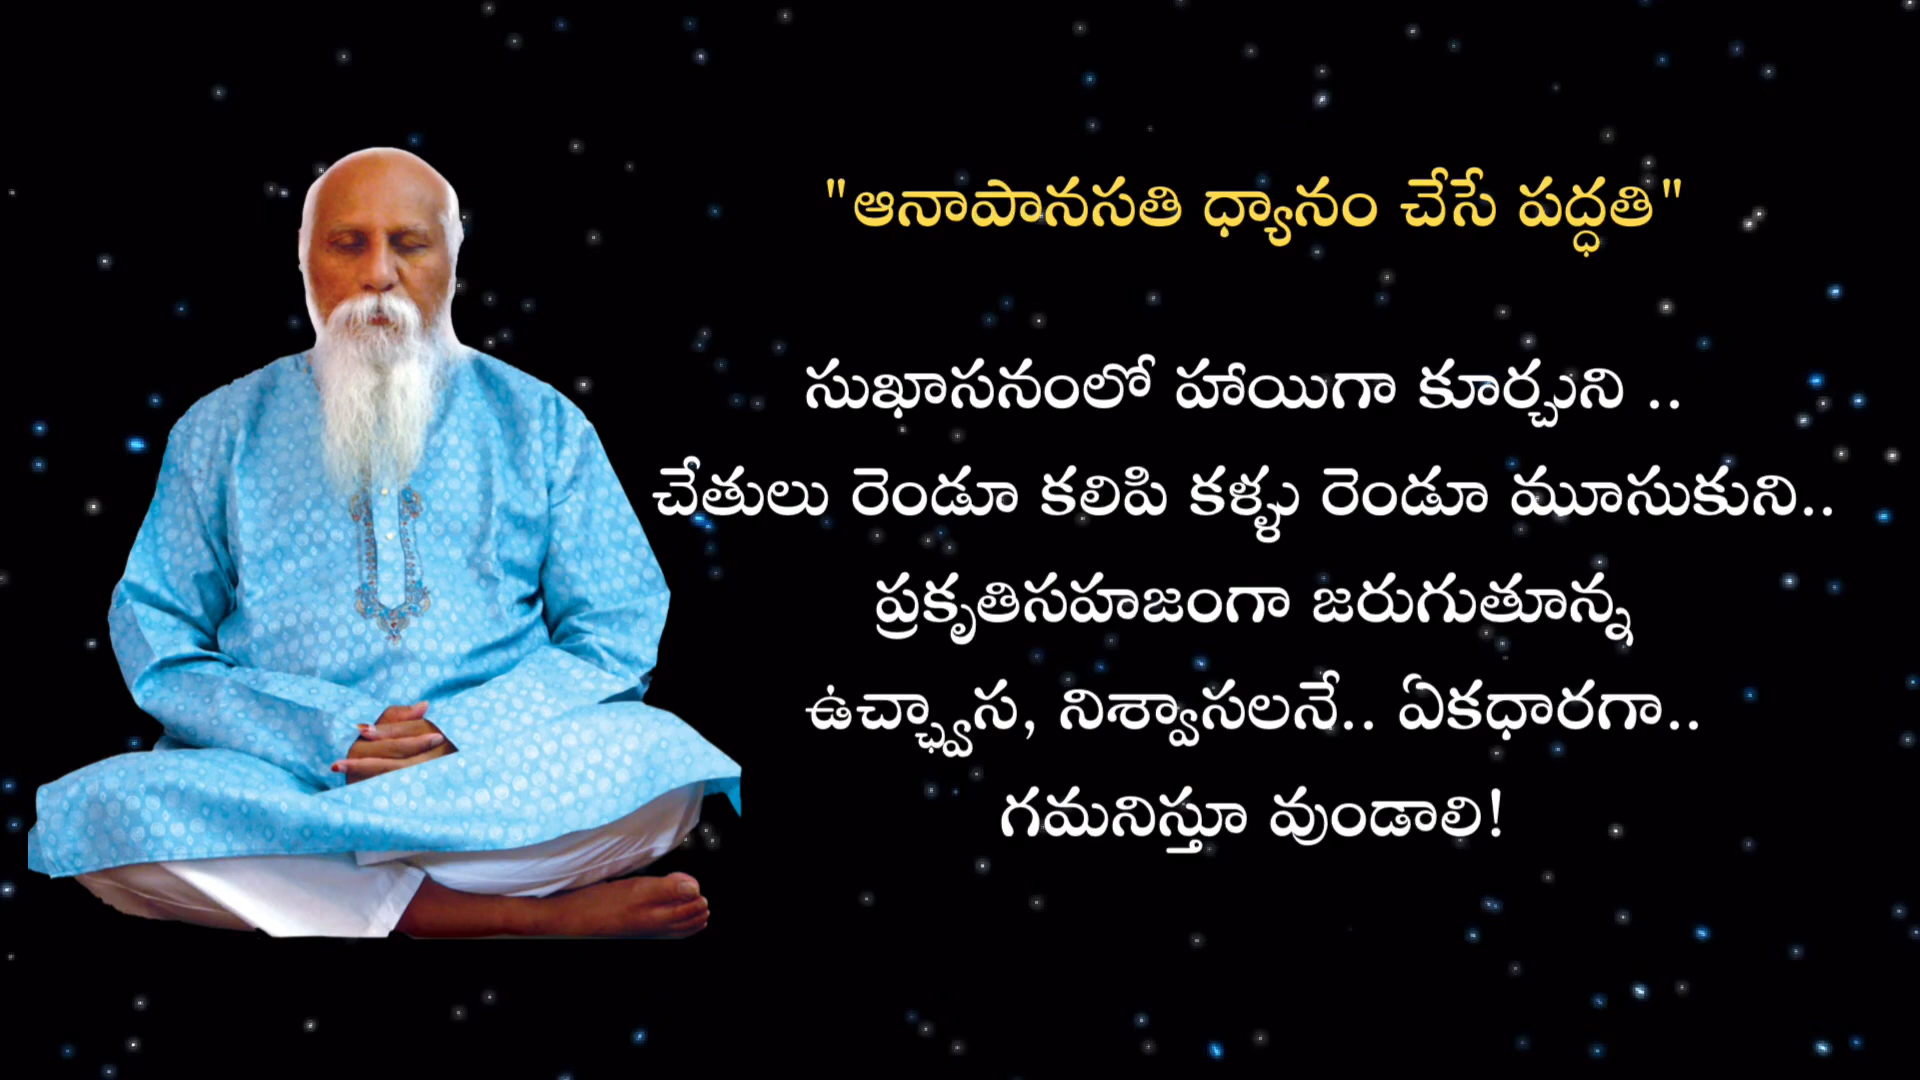 "ఆనాపానసతి ధ్యానం చేసే పద్ధతి"
సుఖాసనంలో హాయిగా కూర్చుని ..
చేతులు రెండూ కలిపి కళ్ళు రెండూ మూసుకుని..
ప్రకృతిసహజంగా జరుగుతూన్న
ఉచ్ఛ్వాస, నిశ్వాసలనే.. ఏకధారగా..
గమనిస్తూ వుండాలి!